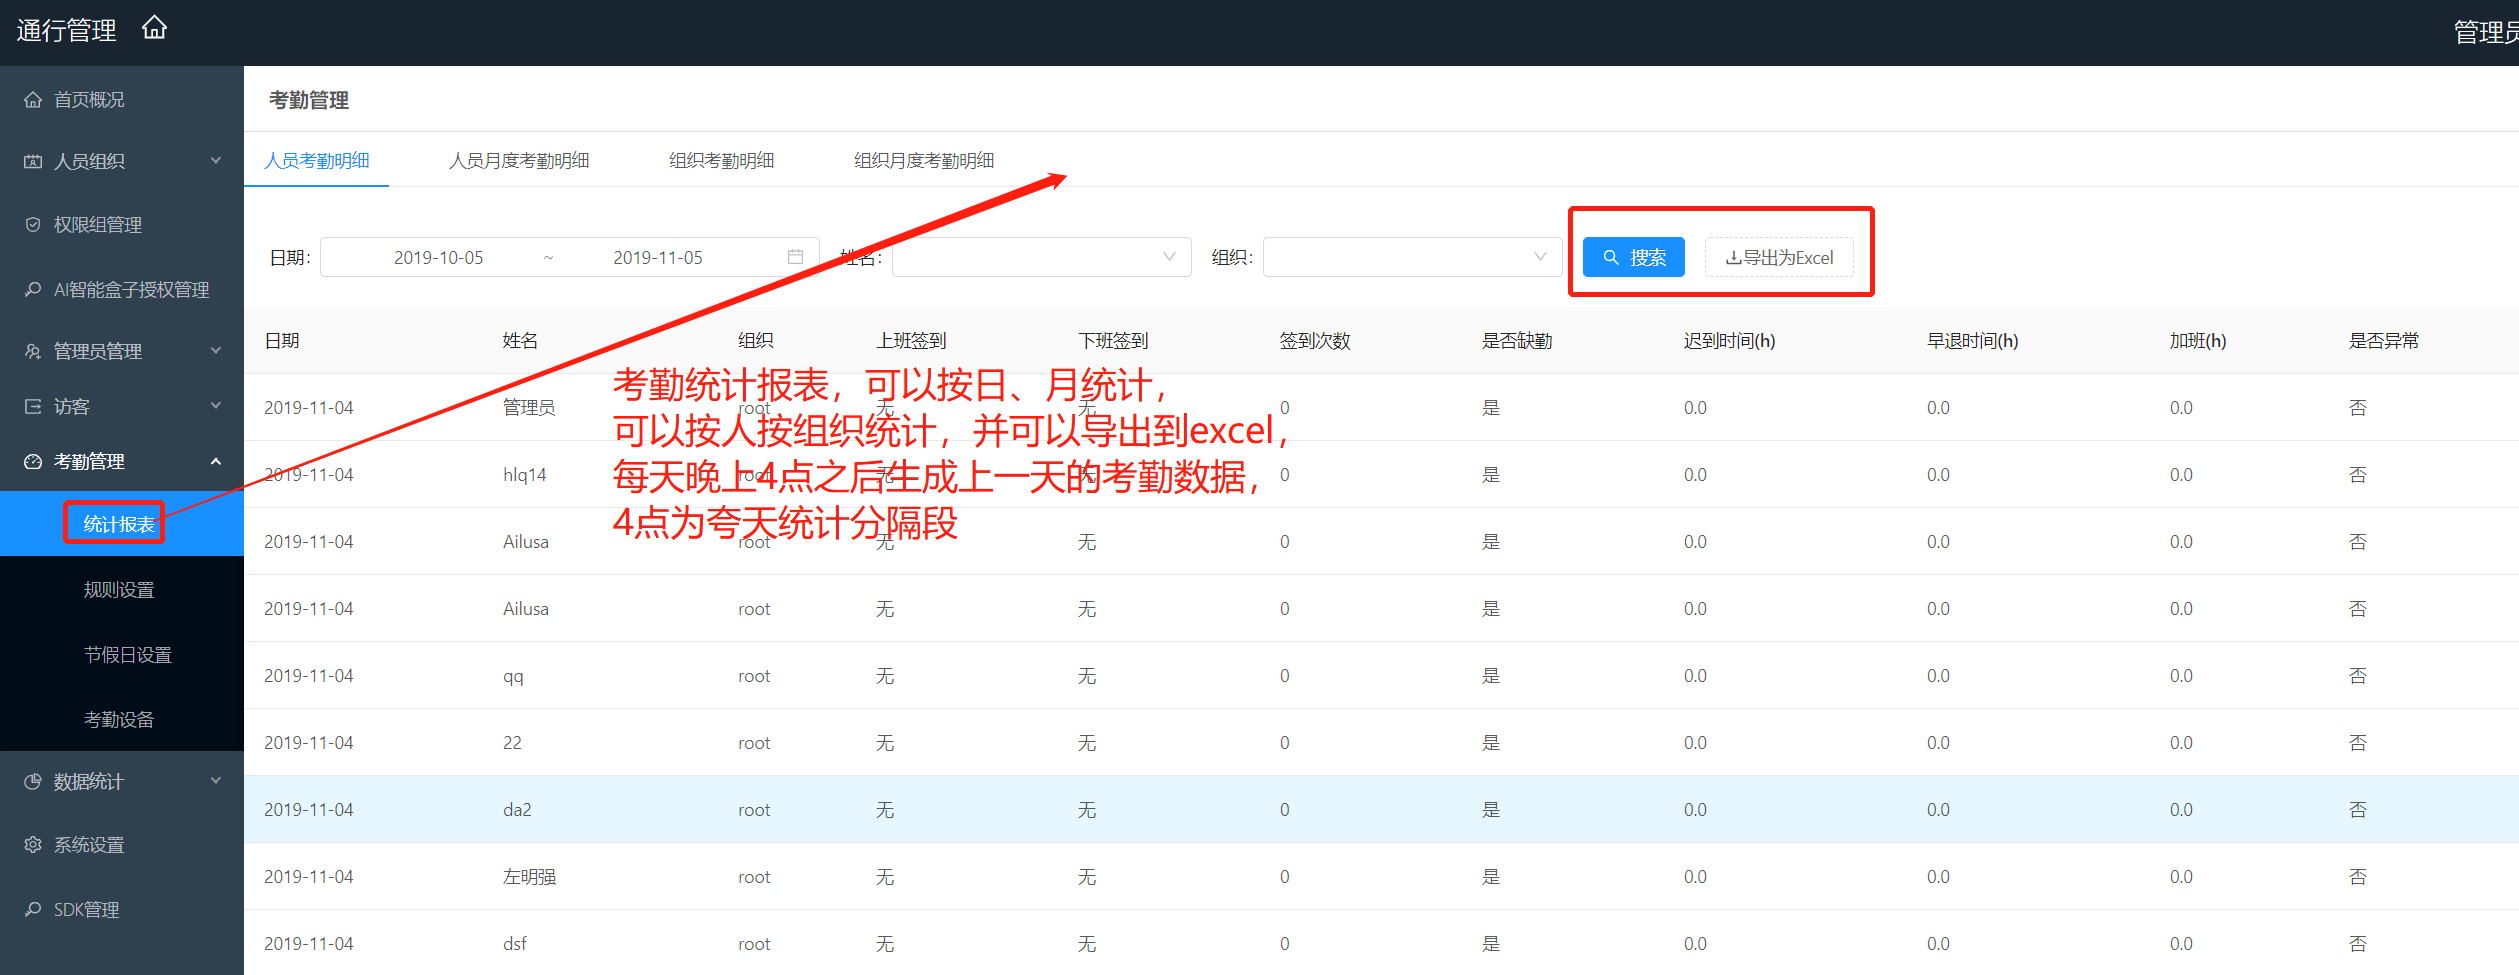 通行管理
管理员
首页概况
人员组织
权限组管理
AI智能盒子授权管理
管理员管理
访客
考勤管理
统计报表
规则设置
节假日设置
考勤设备
数据统计
系统设置
SDK管理
考勤管理
人员考勤明细 人员月度考勤明细 组织考勤明细 组织月度考勤明细
日期: 2019-10-05 ~ 2019-11-05 姓名: 组织: 搜索 导出为Excel
日期 姓名 组织 上班签到 下班签到 签到次数 是否缺勤 迟到时间(h) 早退时间(h) 加班(h) 是否异常
2019-11-04 管理员 root 无 无 0 是 0.0 0.0 0.0 否
2019-11-04 hlq14 root 无 无 0 是 0.0 0.0 0.0 否
2019-11-04 Ailusa root 无 无 0 是 0.0 0.0 0.0 否
2019-11-04 Ailusa root 无 无 0 是 0.0 0.0 0.0 否
2019-11-04 qq root 无 无 0 是 0.0 0.0 0.0 否
2019-11-04 22 root 无 无 0 是 0.0 0.0 0.0 否
2019-11-04 da2 root 无 无 0 是 0.0 0.0 0.0 否
2019-11-04 左明强 root 无 无 0 是 0.0 0.0 0.0 否
2019-11-04 dsf root 无 无 0 是 0.0 0.0 0.0 否
考勤统计报表，可以按日、月统计，
可以按人按组织统计，并可以导出到excel，
每天晚上4点之后生成上一天的考勤数据，
4点为夸天统计分隔段